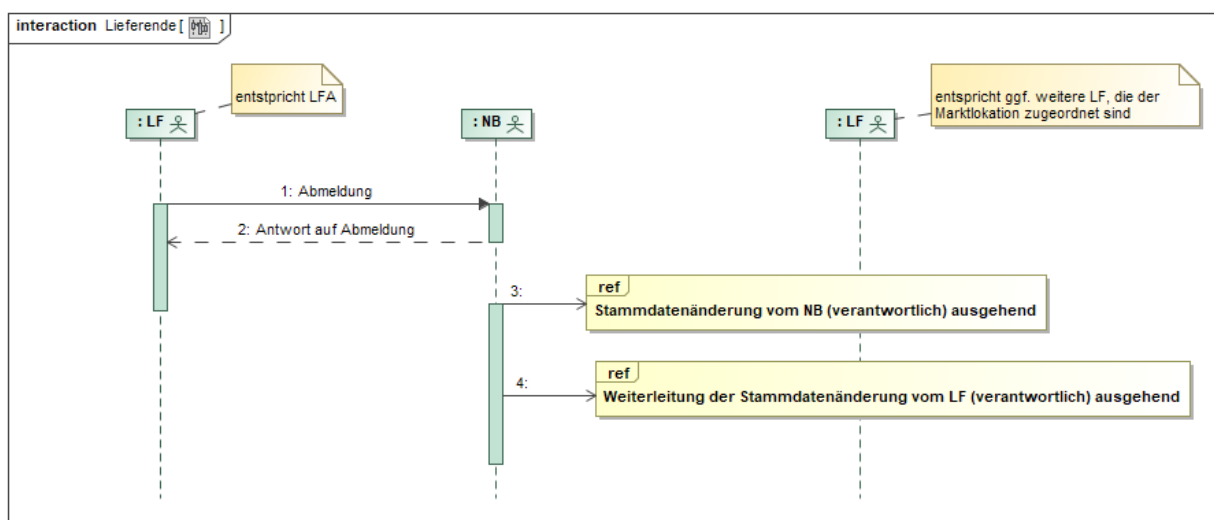 interaction Lieferende [ ]
entstpricht LFA
entspricht ggf. weitere LF, die der
Marktlokation zugeordnet sind
: LF
: NB
: LF
1: Abmeldung
2: Antwort auf Abmeldung
3:
ref
Stammdatenänderung vom NB (verantwortlich) ausgehend
4:
ref
Weiterleitung der Stammdatenänderung vom LF (verantwortlich) ausgehend